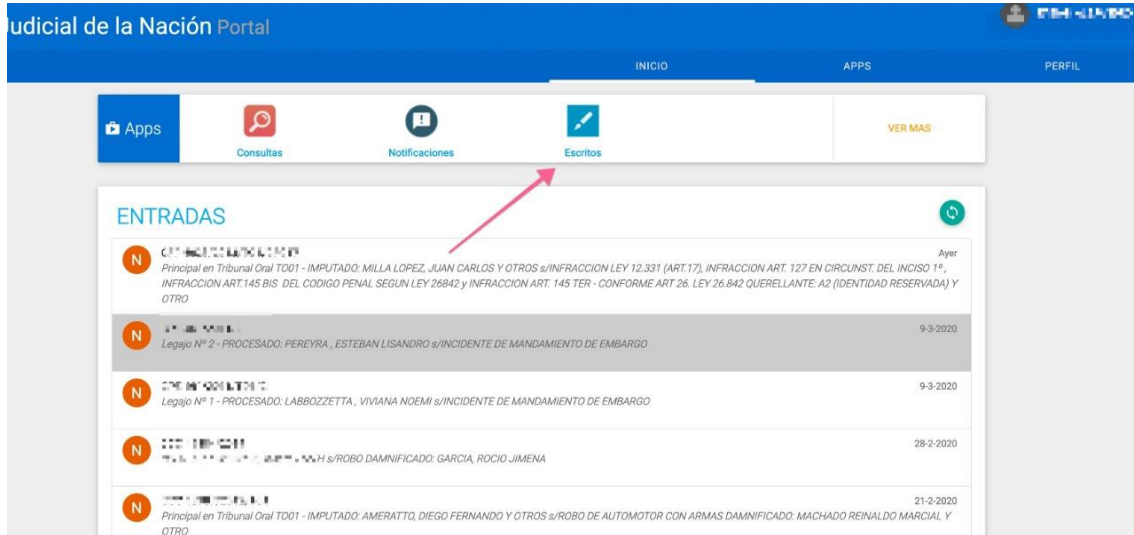 Judicial de la Nación Portal
INICIO
APPS
PERFIL
Apps
Consultas
Notificaciones
Escritos
VER MAS
ENTRADAS
N
Ayer
Principal en Tribunal Oral TO01 - IMPUTADO: MILLA LOPEZ, JUAN CARLOS Y OTROS s/INFRACCION LEY 12.331 (ART.17), INFRACCION ART. 127 EN CIRCUNST. DEL INCISO 1º,
INFRACCION ART.145 BIS DEL CODIGO PENAL SEGUN LEY 26842 y INFRACCION ART. 145 TER - CONFORME ART 26. LEY 26.842 QUERELLANTE: A2 (IDENTIDAD RESERVADA) Y
OTRO
N
9-3-2020
Legajo Nº 2 - PROCESADO: PEREYRA , ESTEBAN LISANDRO s/INCIDENTE DE MANDAMIENTO DE EMBARGO
N
9-3-2020
Legajo Nº 1 - PROCESADO: LABBOZZETTA , VIVIANA NOEMI s/INCIDENTE DE MANDAMIENTO DE EMBARGO
N
28-2-2020
H s/ROBO DAMNIFICADO: GARCIA, ROCIO JIMENA
N
21-2-2020
Principal en Tribunal Oral TO01 - IMPUTADO: AMERATTO, DIEGO FERNANDO Y OTROS s/ROBO DE AUTOMOTOR CON ARMAS DAMNIFICADO: MACHADO REINALDO MARCIAL Y
OTRO